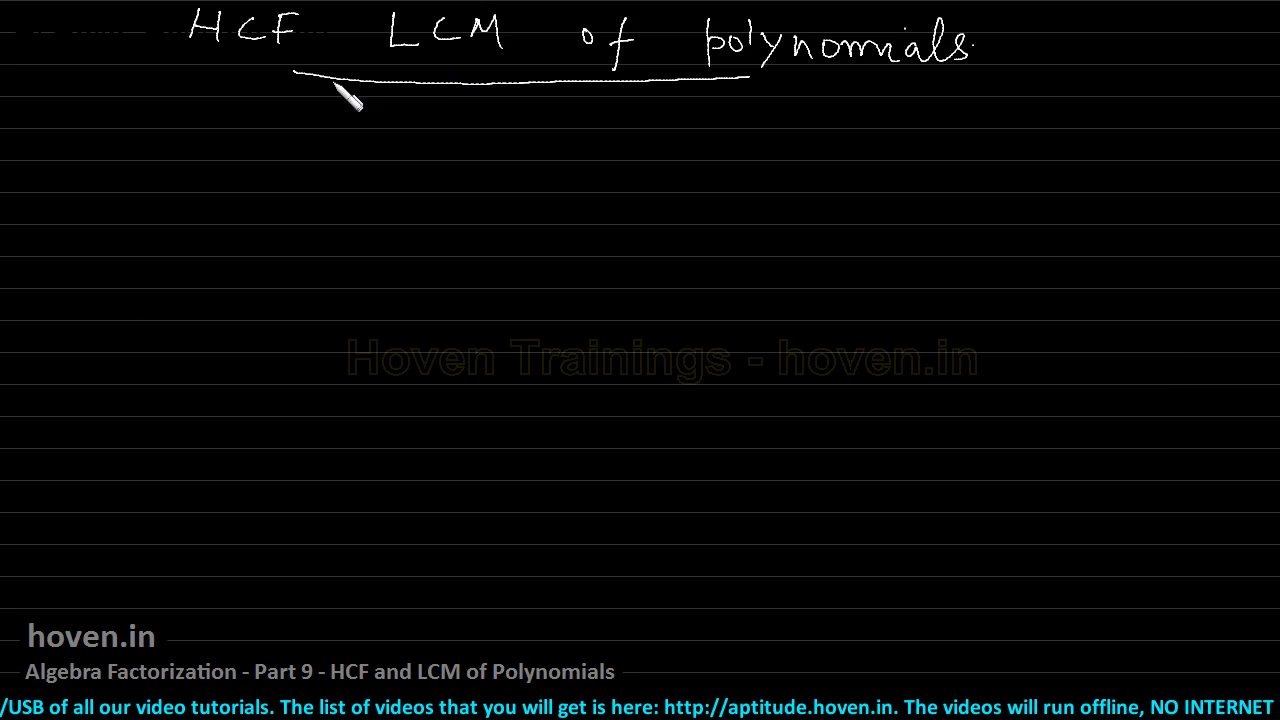 HCF LCM of polynomials
Hoven Trainings - hoven.in
hoven.in
Algebra Factorization - Part 9 - HCF and LCM of Polynomials
/USB of all our video tutorials. The list of videos that you will get is here: http://aptitude.hoven.in. The videos will run offline, NO INTERNET